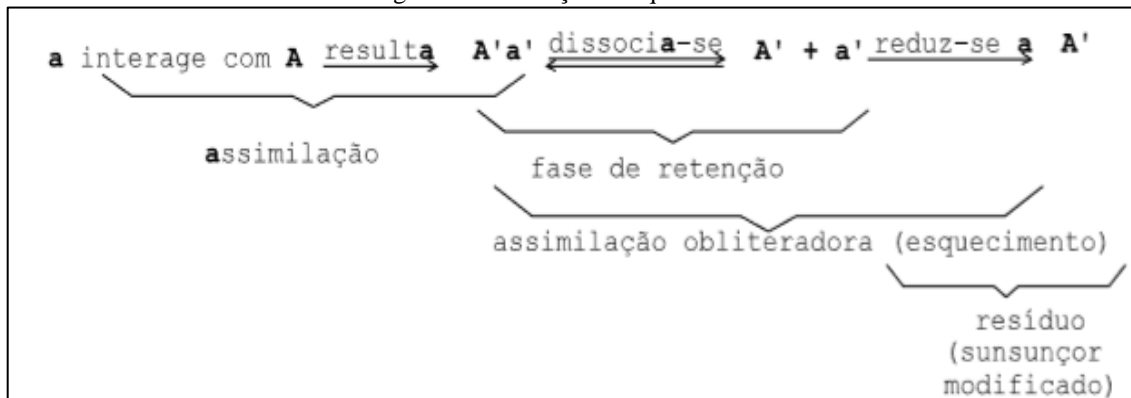 a interage com A resulta A'a' dissocia-se A' + a' reduz-se a A'
assimilação
fase de retenção
assimilação obliteradora (esquecimento)
resíduo
(sunsunçor
modificado)